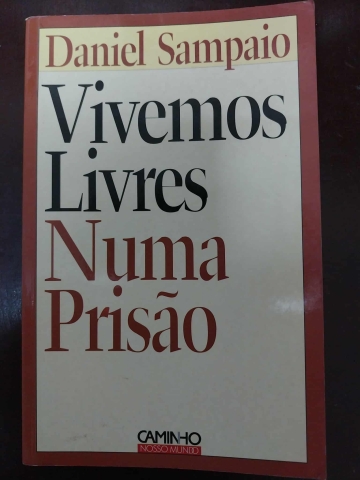 Daniel Sampaio
Vivemos
Livres
Numa
Prisão
CAMINHO
NOSSO MUNDO